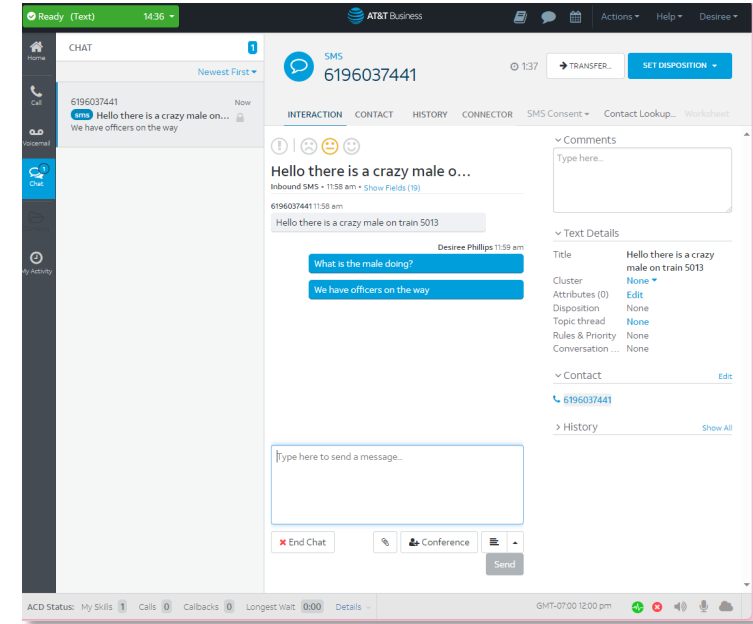 Ready (Text) 14:36
AT&T Business
Actions Help Desiree
Home
Call
Voicemail
1
Chat
My Activity
CHAT 1
Newest First
6196037441 Now
sms Hello there is a crazy male on...
We have officers on the way
SMS
6196037441
1:37
TRANSFER...
SET DISPOSITION
INTERACTION CONTACT HISTORY CONNECTOR SMS Consent Contact Lookup... Worksheet
Hello there is a crazy male o...
Inbound SMS • 11:58 am • Show Fields (19)
6196037441 11:58 am
Hello there is a crazy male on train 5013
Desiree Phillips 11:59 am
What is the male doing?
We have officers on the way
Type here to send a message...
End Chat
Conference
Send
Comments
Type here...
Text Details
Title Hello there is a crazy
male on train 5013
Cluster None
Attributes (0) Edit
Disposition None
Topic thread None
Rules & Priority None
Conversation ... None
Contact Edit
6196037441
History Show All
ACD Status: My Skills 1 Calls 0 Callbacks 0 Longest Wait 0:00 Details
GMT-07:00 12:00 pm